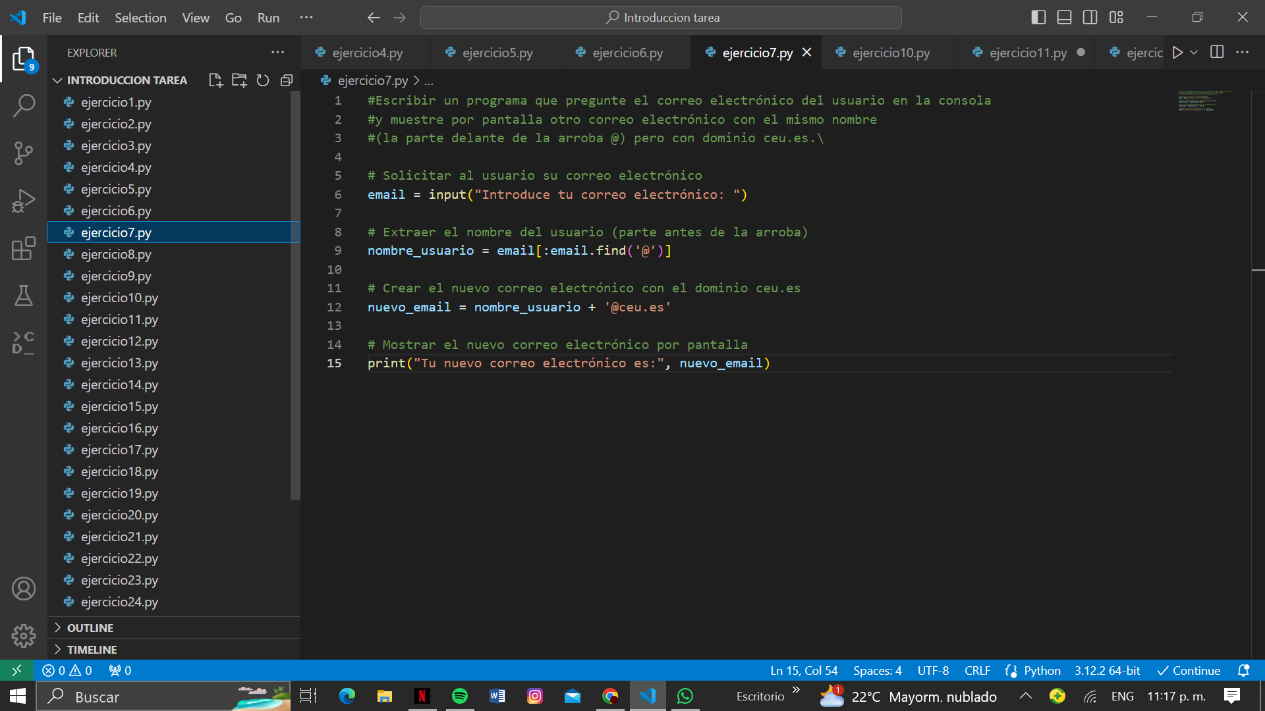 File Edit Selection View Go Run ··· Introduccion tarea
EXPLORER ···
ejercicio4.py ejercicio5.py ejercicio6.py ejercicio7.py ejercicio10.py ejercicio11.py ejercic
INTRODUCCION TAREA
ejercicio7.py > ...
ejercicio1.py
ejercicio2.py
ejercicio3.py
ejercicio4.py
ejercicio5.py
ejercicio6.py
ejercicio7.py
ejercicio8.py
ejercicio9.py
ejercicio10.py
ejercicio11.py
ejercicio12.py
ejercicio13.py
ejercicio14.py
ejercicio15.py
ejercicio16.py
ejercicio17.py
ejercicio18.py
ejercicio19.py
ejercicio20.py
ejercicio21.py
ejercicio22.py
ejercicio23.py
ejercicio24.py
OUTLINE
TIMELINE
9
1 #Escribir un programa que pregunte el correo electrónico del usuario en la consola
2 #y muestre por pantalla otro correo electrónico con el mismo nombre
3 #(la parte delante de la arroba @) pero con dominio ceu.es.\
4
5 # Solicitar al usuario su correo electrónico
6 email = input("Introduce tu correo electrónico: ")
7
8 # Extraer el nombre del usuario (parte antes de la arroba)
9 nombre_usuario = email[:email.find('@')]
10
11 # Crear el nuevo correo electrónico con el dominio ceu.es
12 nuevo_email = nombre_usuario + '@ceu.es'
13
14 # Mostrar el nuevo correo electrónico por pantalla
15 print("Tu nuevo correo electrónico es:", nuevo_email)
0 0 0 Ln 15, Col 54 Spaces: 4 UTF-8 CRLF Python 3.12.2 64-bit Continue
Buscar Escritorio » 1 22°C Mayorm. nublado ENG 11:17 p. m.